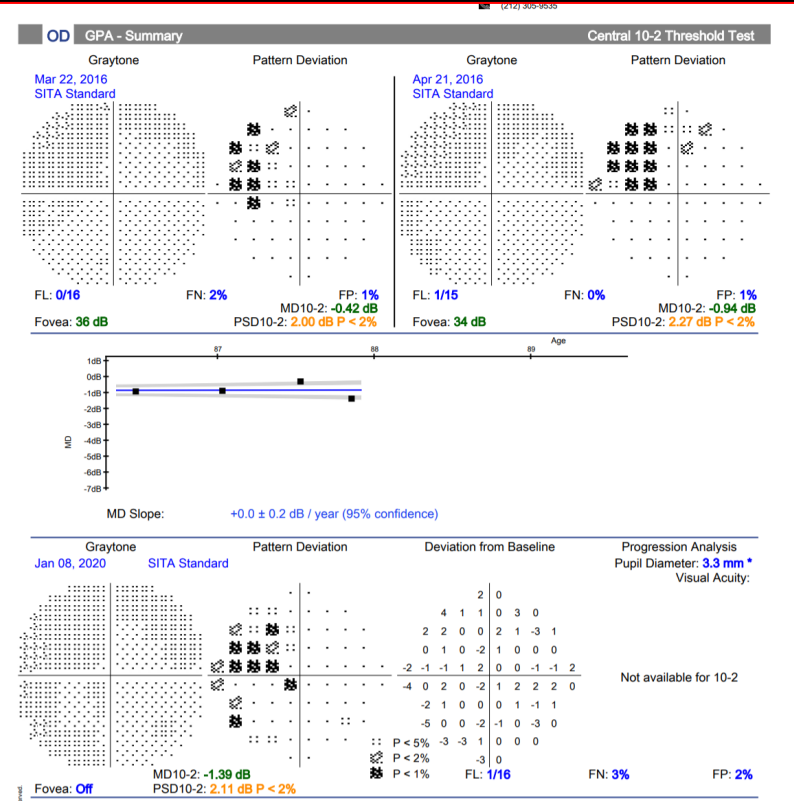 (212) 305-9535
OD GPA - Summary Central 10-2 Threshold Test
Graytone Pattern Deviation Graytone Pattern Deviation
Mar 22, 2016 Apr 21, 2016
SITA Standard SITA Standard
FL: 0/16 FN: 2% FP: 1% FL: 1/15 FN: 0% FP: 1%
MD10-2: -0.42 dB MD10-2: -0.94 dB
Fovea: 36 dB PSD10-2: 2.00 dB P < 2% Fovea: 34 dB PSD10-2: 2.27 dB P < 2%
Age
87 88 89
1dB
0dB
-1dB
-2dB
-3dB
-4dB
-5dB
-6dB
-7dB
MD
MD Slope: +0.0 ± 0.2 dB / year (95% confidence)
Graytone Pattern Deviation Deviation from Baseline Progression Analysis
Jan 08, 2020 SITA Standard Pupil Diameter: 3.3 mm *
Visual Acuity:
2 0
4 1 1 1 0 3 0
2 2 0 0 2 1 -3 1
0 1 0 -2 1 0 0 0
-2 -1 -1 1 2 0 0 -1 -1 2
Not available for 10-2
-4 0 2 0 -2 1 2 2 2 0
-2 1 0 0 0 1 -1 1
-5 0 0 -2 -1 0 -3 0
P < 5% -3 -3 1 0 0 0
P < 2% -3 0
MD10-2: -1.39 dB P < 1% FL: 1/16 FN: 3% FP: 2%
Fovea: Off PSD10-2: 2.11 dB P < 2%